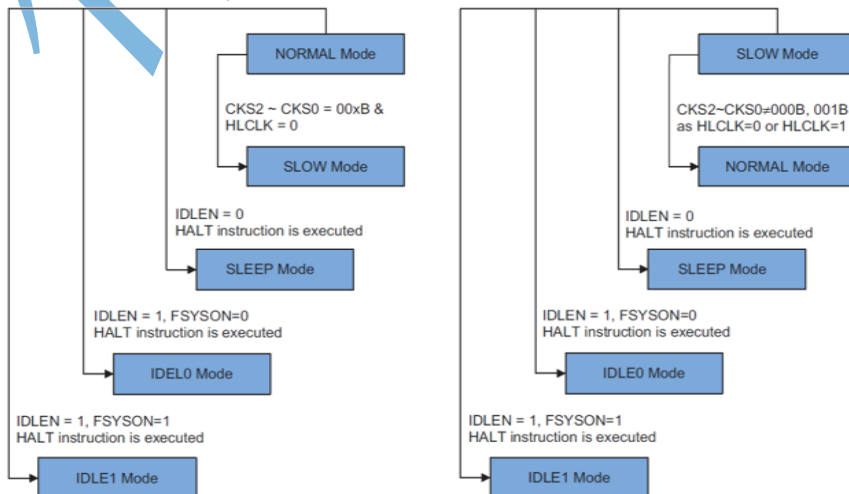 NORMAL Mode
CKS2 ~ CKS0 = 00xB &
HLCLK = 0
SLOW Mode
IDLEN = 0
HALT instruction is executed
SLEEP Mode
IDLEN = 1, FSYSON=0
HALT instruction is executed
IDEL0 Mode
IDLEN = 1, FSYSON=1
HALT instruction is executed
IDLE1 Mode
SLOW Mode
CKS2~CKS0≠000B, 001B
as HLCLK=0 or HLCLK=1
NORMAL Mode
IDLEN = 0
HALT instruction is executed
SLEEP Mode
IDLEN = 1, FSYSON=0
HALT instruction is executed
IDLE0 Mode
IDLEN = 1, FSYSON=1
HALT instruction is executed
IDLE1 Mode